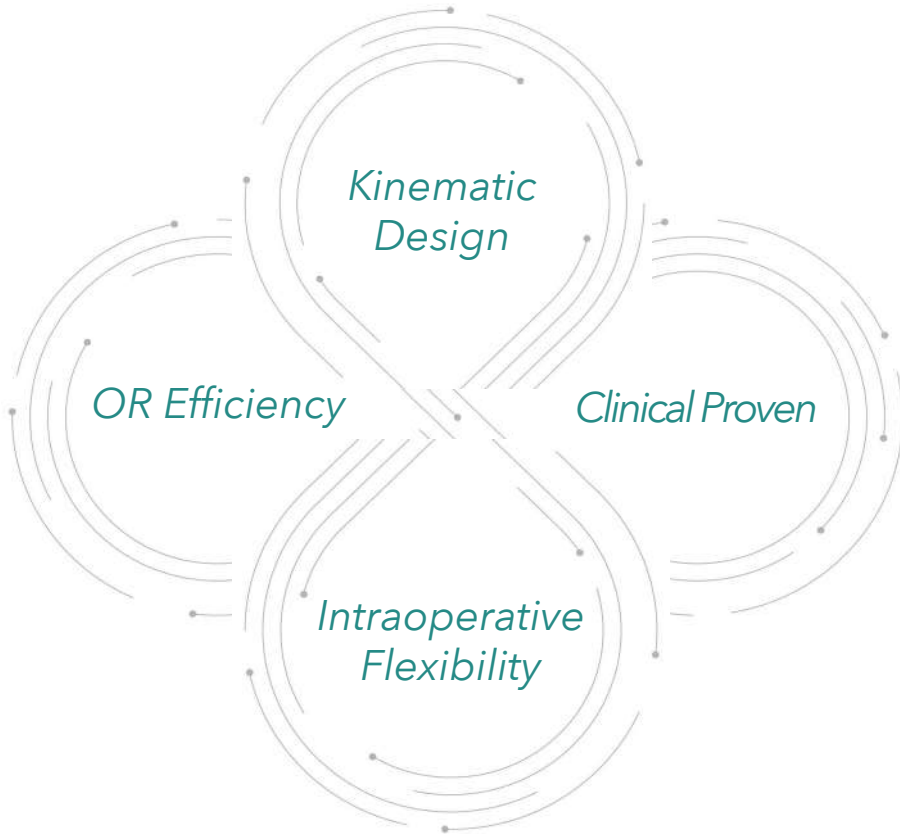 Kinematic
Design
OR Efficiency
Clinical Proven
Intraoperative
Flexibility